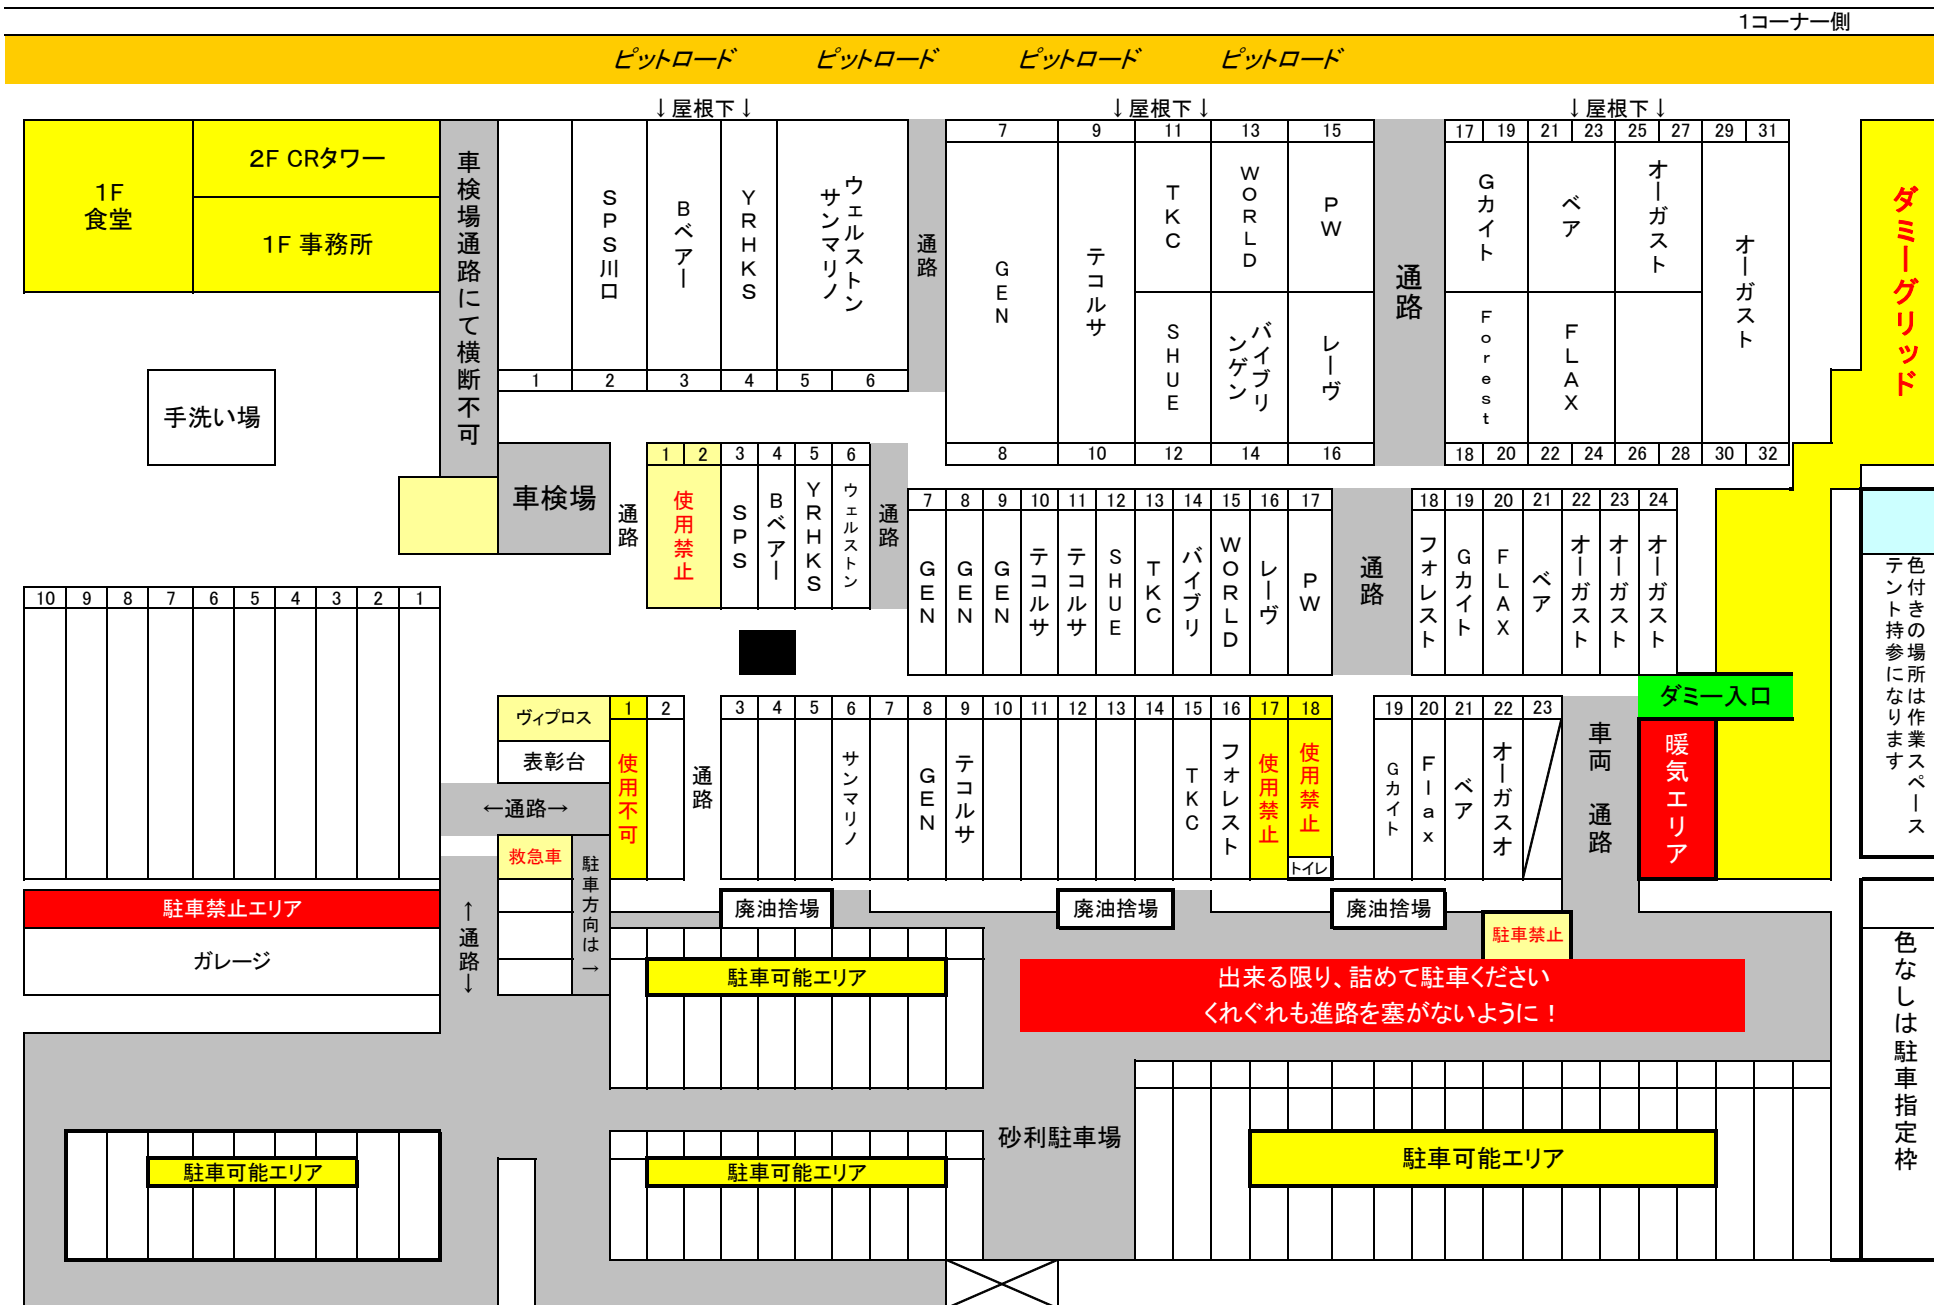 1コーナー側
ピットロード ピットロード ピットロード ピットロード
↓屋根下↓ ↓屋根下↓ ↓屋根下↓
1F
食堂
2F CRタワー
1F 事務所
車検場通路にて横断不可
SPS川口
Bベアー
YRHKS
ウェルストン
サンマリノ
1 2 3 4 5 6
通路
7 9 11 13 15
GEN
テコルサ
TKC
WORLD
PW
SHUE
バイブリ
ンゲン
レーヴ
8 10 12 14 16
通路
17 19 21 23 25 27 29 31
Gカイト
ベア
オーガスト
オーガスト
Forest
FLAX
18 20 22 24 26 28 30 32
ダミーグリッド
手洗い場
車検場
通路
1 2 3 4 5 6
使用禁止
SPS
Bベアー
YRHKS
ウェルストン
通路
7 8 9 10 11 12 13 14 15 16 17
GEN
GEN
GEN
テコルサ
テコルサ
SHUE
TKC
バイブリ
WORLD
レーヴ
PW
通路
18 19 20 21 22 23 24
フォレスト
Gカイト
FLAX
ベア
オーガスト
オーガスト
オーガスト
色付きの場所は作業スペース
テント持参になります
10 9 8 7 6 5 4 3 2 1
ヴィプロス
表彰台
←通路→
救急車
駐車方向は→
↑通路↓
1 2
使用不可
通路
3 4 5 6 7 8 9 10 11 12 13 14 15 16 17 18
サンマリノ
GEN
テコルサ
TKC
フォレスト
使用禁止
使用禁止
トイレ
19 20 21 22 23
Gカイト
Flax
ベア
オーガスオ
車両 通路
ダミー入口
暖気エリア
駐車禁止エリア
ガレージ
廃油捨場 廃油捨場 廃油捨場
駐車禁止
駐車可能エリア
出来る限り、詰めて駐車ください
くれぐれも進路を塞がないように！
色なしは駐車指定枠
砂利駐車場
駐車可能エリア
駐車可能エリア
駐車可能エリア